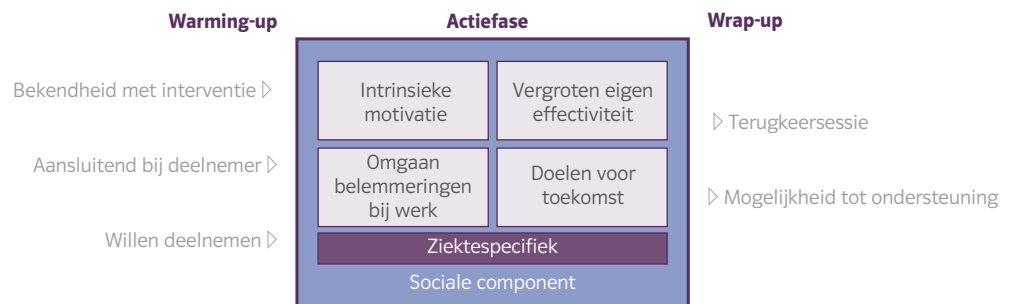 Warming-up
Actiefase
Wrap-up
Bekendheid met interventie ▷
Aansluitend bij deelnemer ▷
Willen deelnemen ▷
Intrinsieke
motivatie
Vergroten eigen
effectiviteit
Omgaan
belemmeringen
bij werk
Doelen voor
toekomst
Ziektespecifiek
Sociale component
▷ Terugkeersessie
▷ Mogelijkheid tot ondersteuning